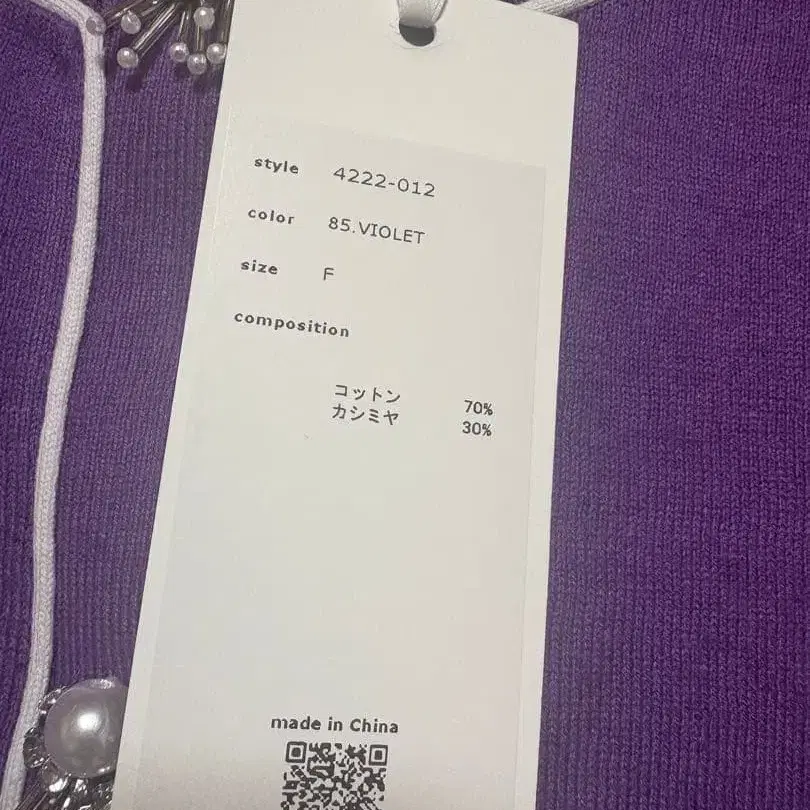 style 4222-012
color 85.VIOLET
size F
composition
コットン 70%
カシミヤ 30%
made in China